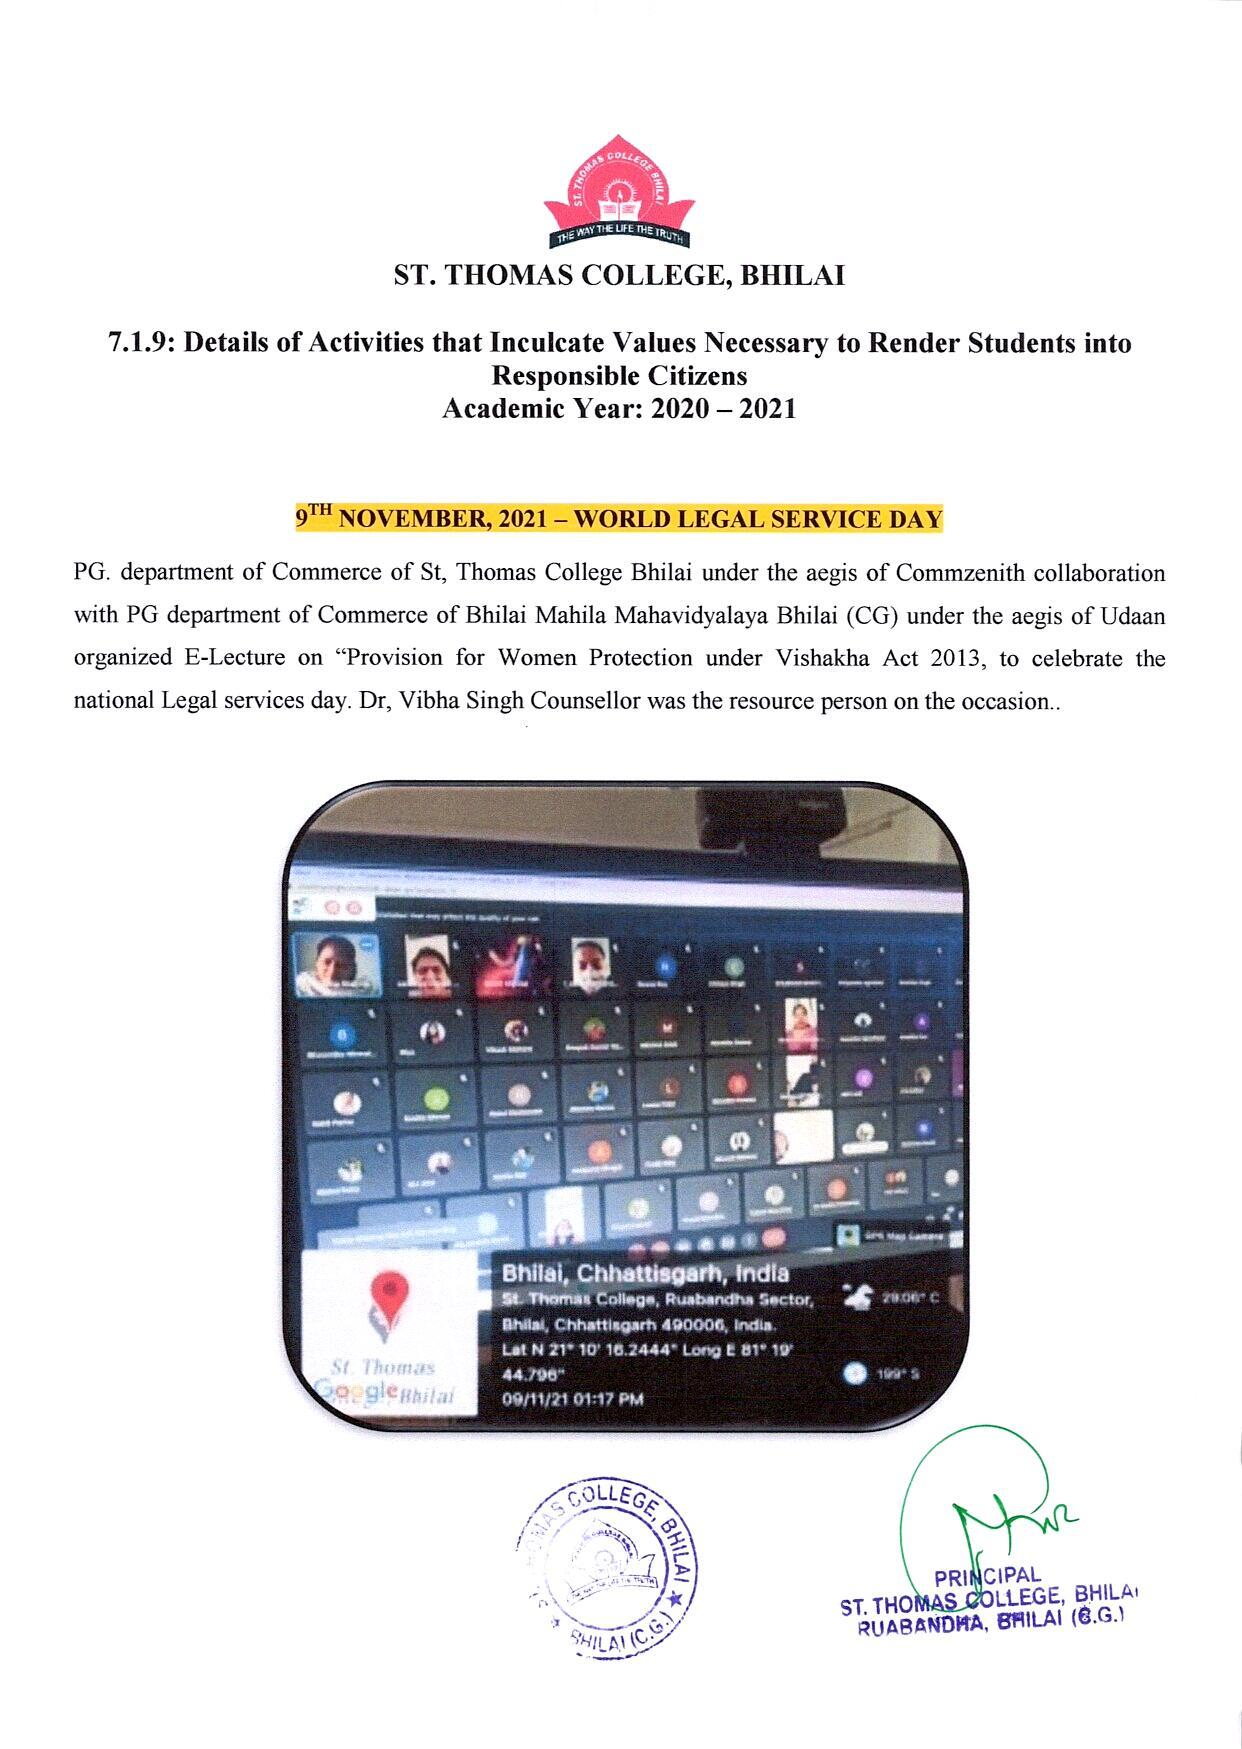 ST. THOMAS COLLEGE BHILAI
THE WAY THE LIFE THE TRUTH
ST. THOMAS COLLEGE, BHILAI
7.1.9: Details of Activities that Inculcate Values Necessary to Render Students into
Responsible Citizens
Academic Year: 2020 – 2021
9TH NOVEMBER, 2021 – WORLD LEGAL SERVICE DAY
PG. department of Commerce of St, Thomas College Bhilai under the aegis of Commzenith collaboration
with PG department of Commerce of Bhilai Mahila Mahavidyalaya Bhilai (CG) under the aegis of Udaan
organized E-Lecture on “Provision for Women Protection under Vishakha Act 2013, to celebrate the
national Legal services day. Dr, Vibha Singh Counsellor was the resource person on the occasion..
GPS Map Camera
Bhilai, Chhattisgarh, India
St. Thomas College, Ruabandha Sector,
Bhilai, Chhattisgarh 490006, India.
Lat N 21° 10' 16.2444" Long E 81° 19'
44.796"
09/11/21 01:17 PM
29.06° C
199° S
St. Thomas
Google Bhilai
THOMAS COLLEGE, BHILAI
BHILAI (C.G.)
PRINCIPAL
ST. THOMAS COLLEGE, BHILAI
RUABANDHA, BHILAI (C.G.)